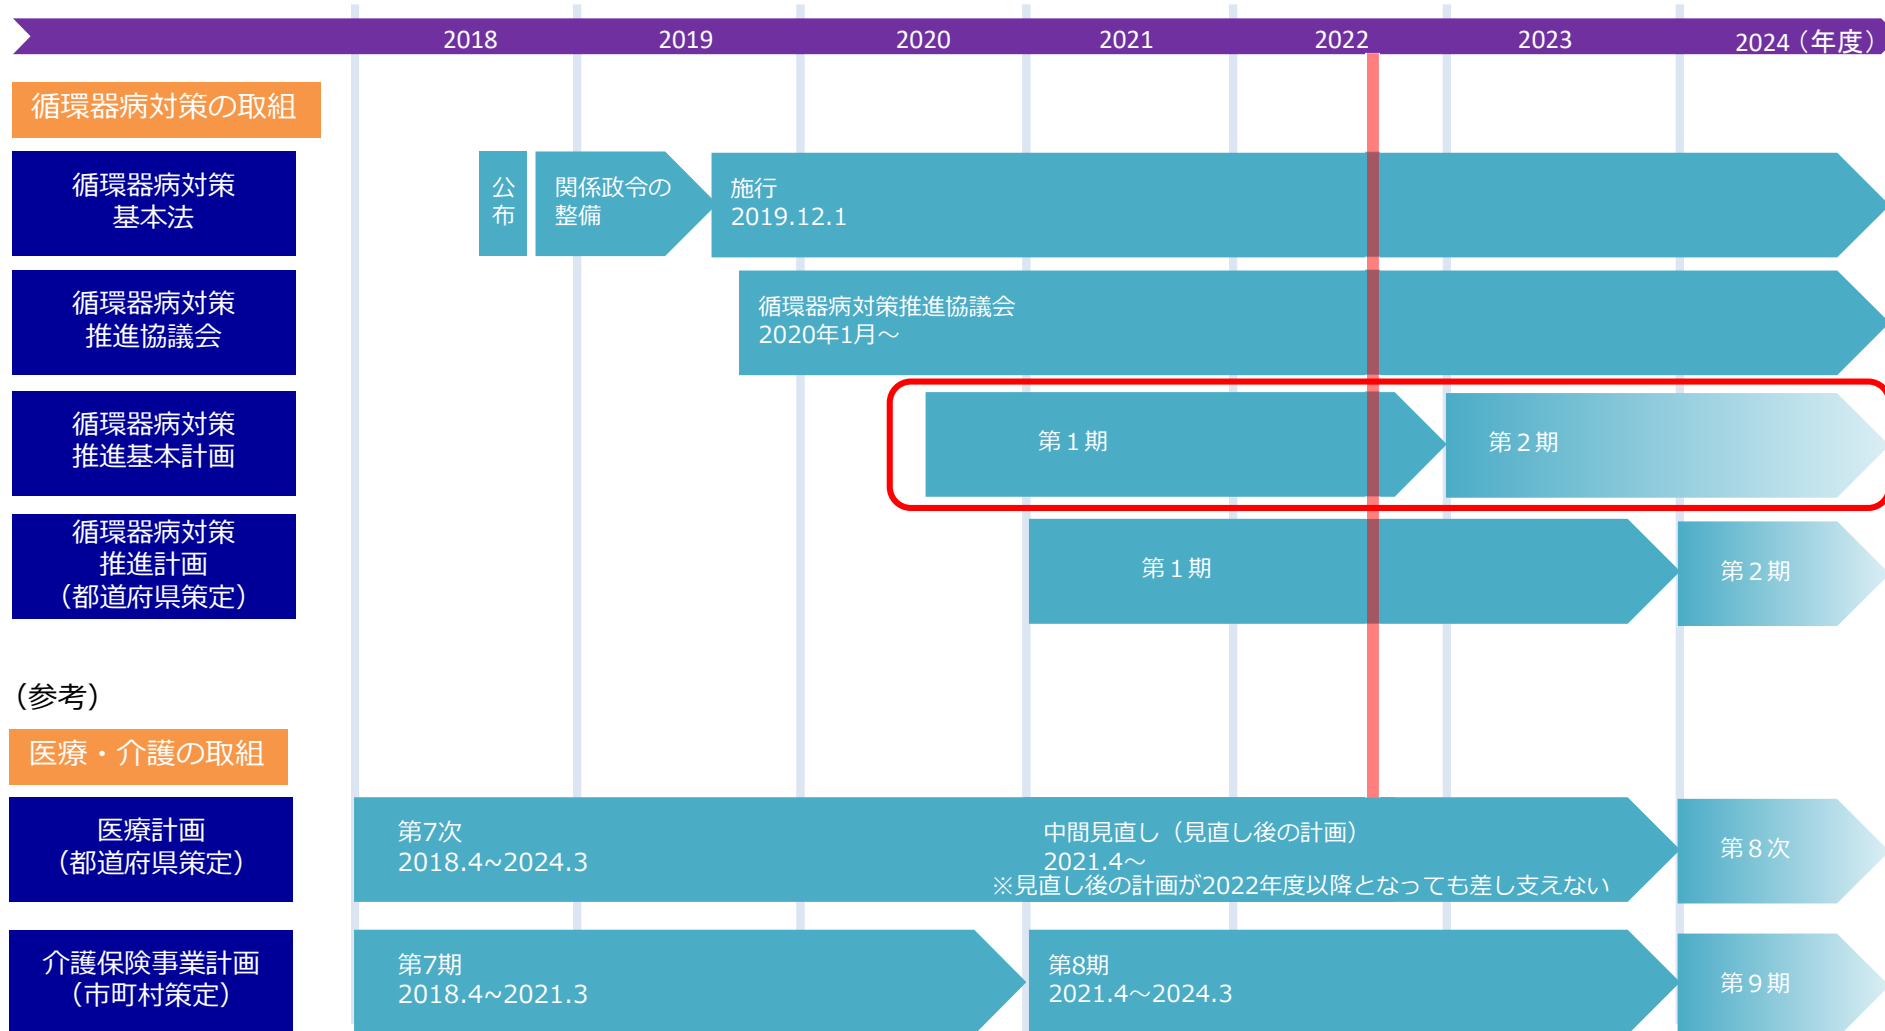 2018 2019 2020 2021 2022 2023 2024（年度）
循環器病対策の取組
循環器病対策
基本法
公
布
関係政令の
整備
施行
2019.12.1
循環器病対策
推進協議会
循環器病対策推進協議会
2020年1月～
循環器病対策
推進基本計画
第１期
第２期
循環器病対策
推進計画
（都道府県策定）
第１期
第２期
（参考）
医療・介護の取組
医療計画
（都道府県策定）
第7次
2018.4~2024.3
中間見直し（見直し後の計画）
2021.4～
※見直し後の計画が2022年度以降となっても差し支えない
第８次
介護保険事業計画
（市町村策定）
第7期
2018.4~2021.3
第8期
2021.4～2024.3
第９期